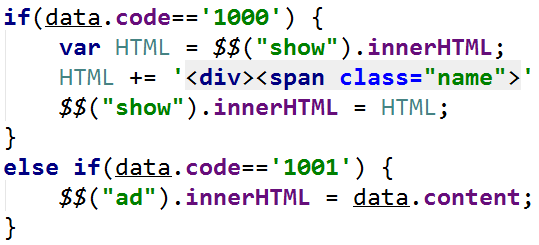 if(data.code=='1000') {
var HTML = $$("show").innerHTML;
HTML += '<div><span class="name">'
$$("show").innerHTML = HTML;
}
else if(data.code=='1001') {
$$("ad").innerHTML = data.content;
}